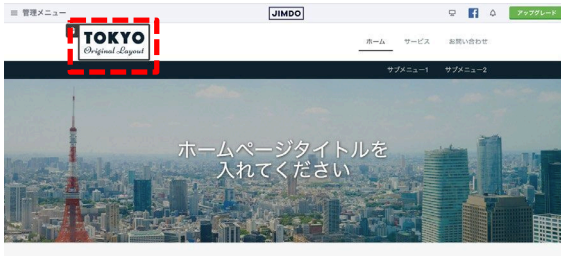 管理メニュー
JIMDO
アップグレード
TOKYO
Original Layout
ホーム サービス お問い合わせ
サブメニュー1 サブメニュー2
ホームページタイトルを
入れてください